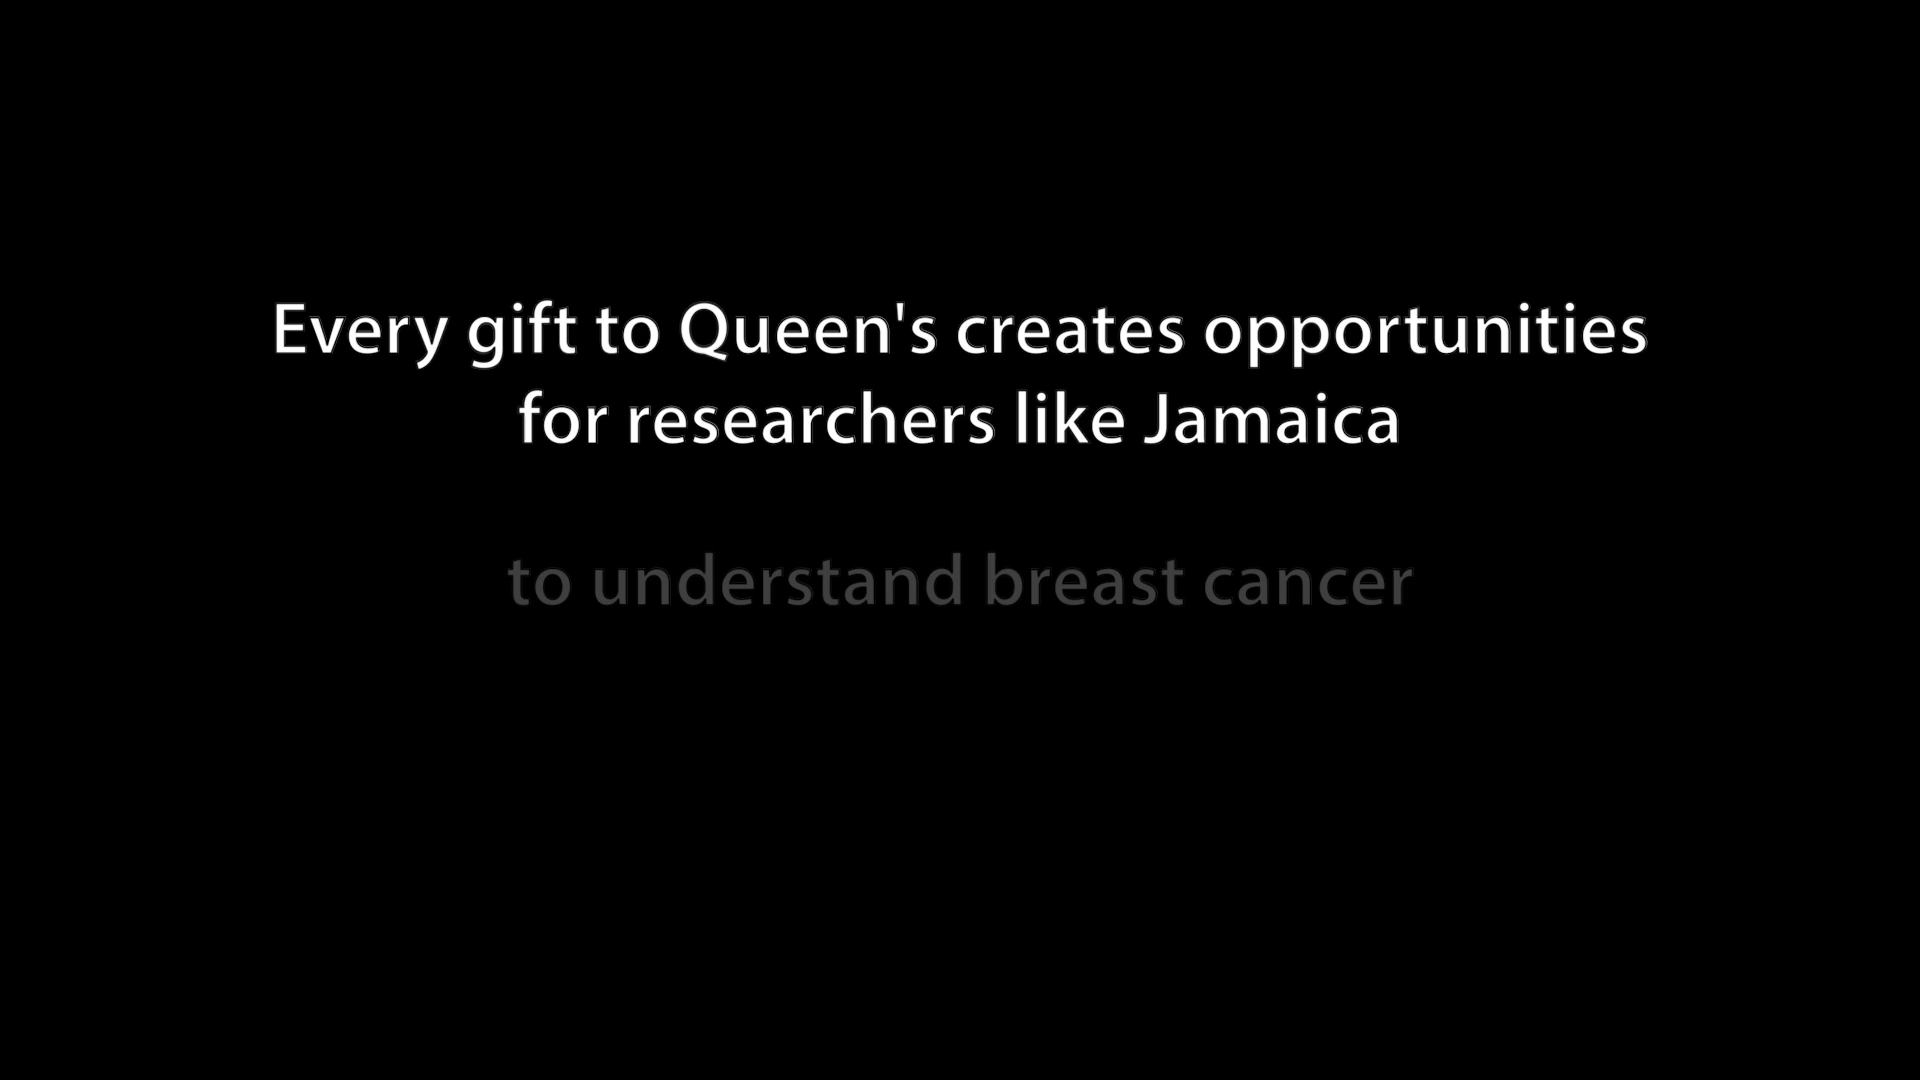 Every gift to Queen's creates opportunities
for researchers like Jamaica
to understand breast cancer